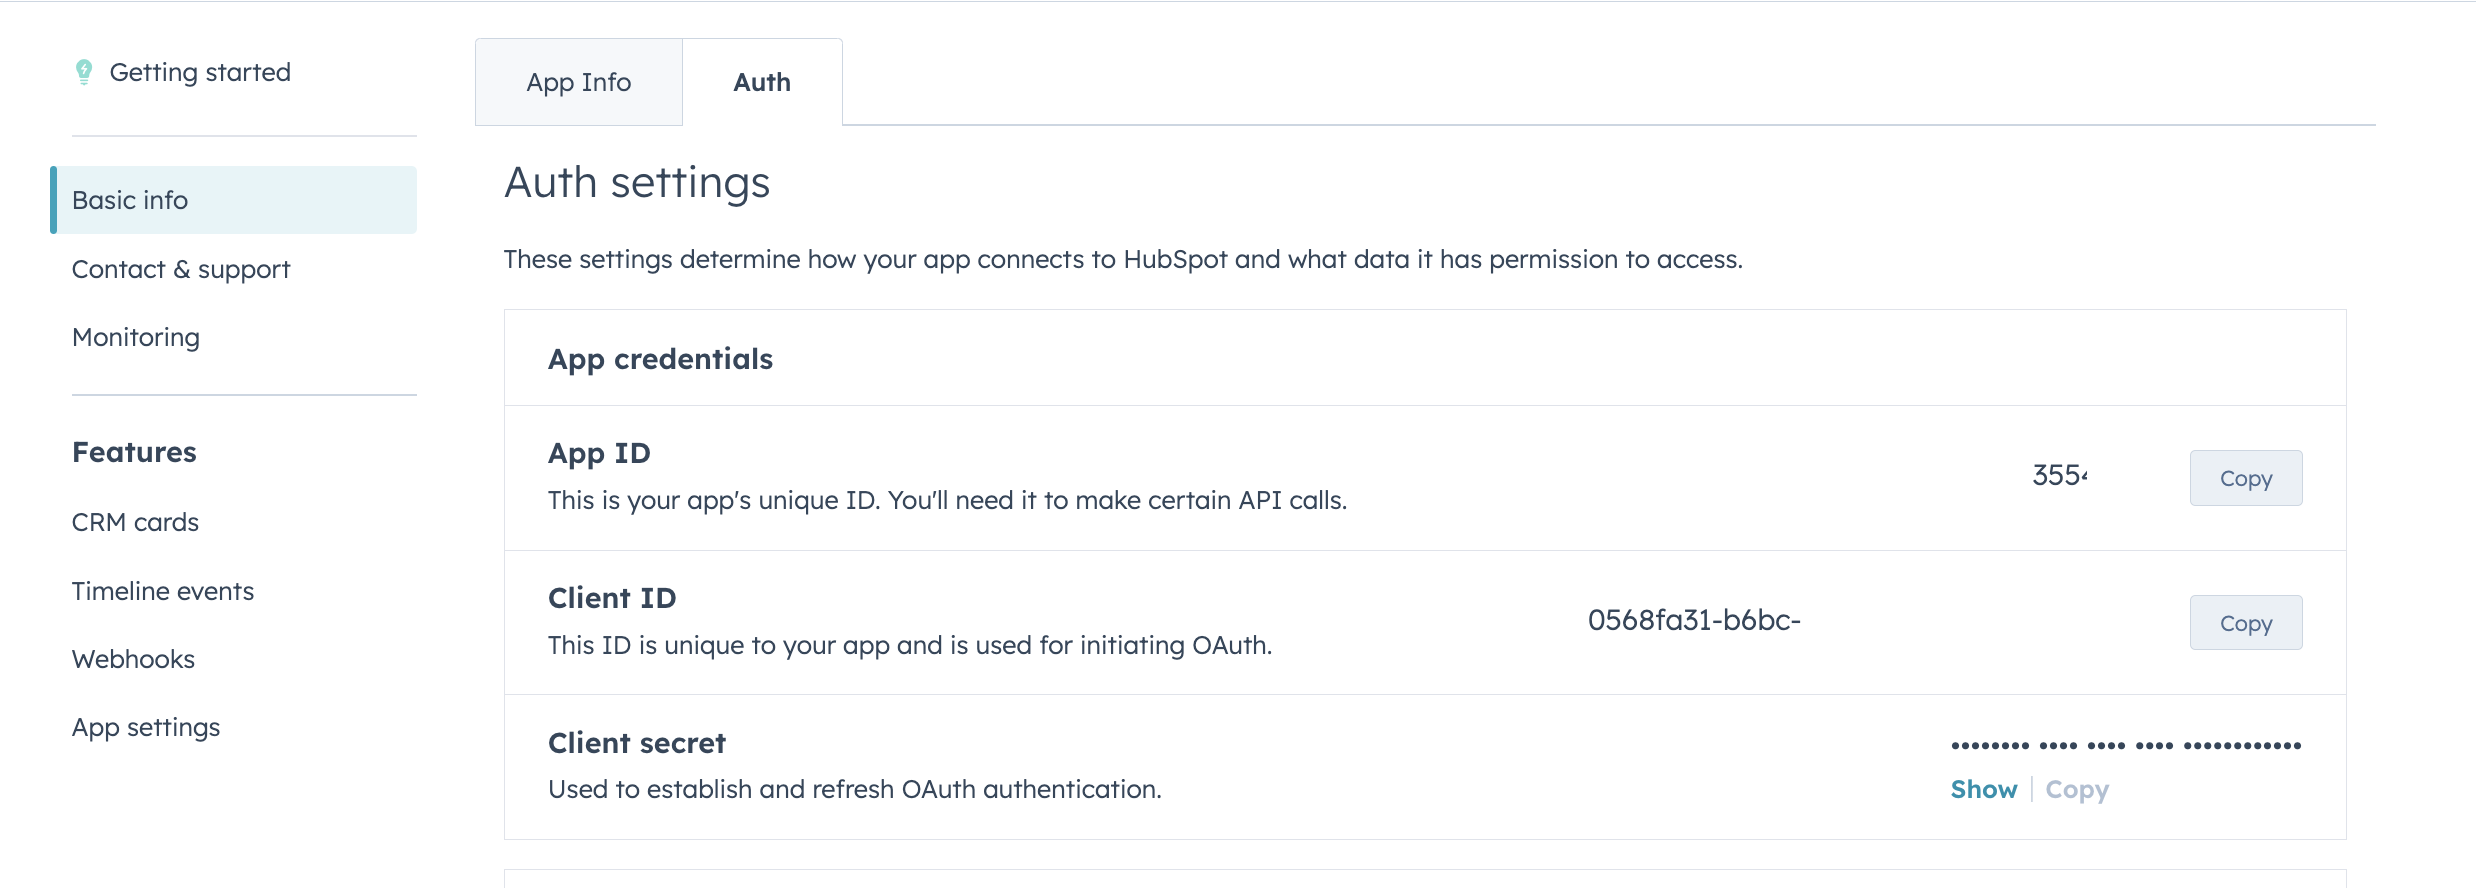 Getting started
Basic info
Contact & support
Monitoring
Features
CRM cards
Timeline events
Webhooks
App settings
App Info
Auth
Auth settings
These settings determine how your app connects to HubSpot and what data it has permission to access.
App credentials
App ID
This is your app's unique ID. You'll need it to make certain API calls.
355
Copy
Client ID
This ID is unique to your app and is used for initiating OAuth.
0568fa31-b6bc-
Copy
Client secret
Used to establish and refresh OAuth authentication.
•••••••• •••• •••• •••• ••••••••••••
Show | Copy